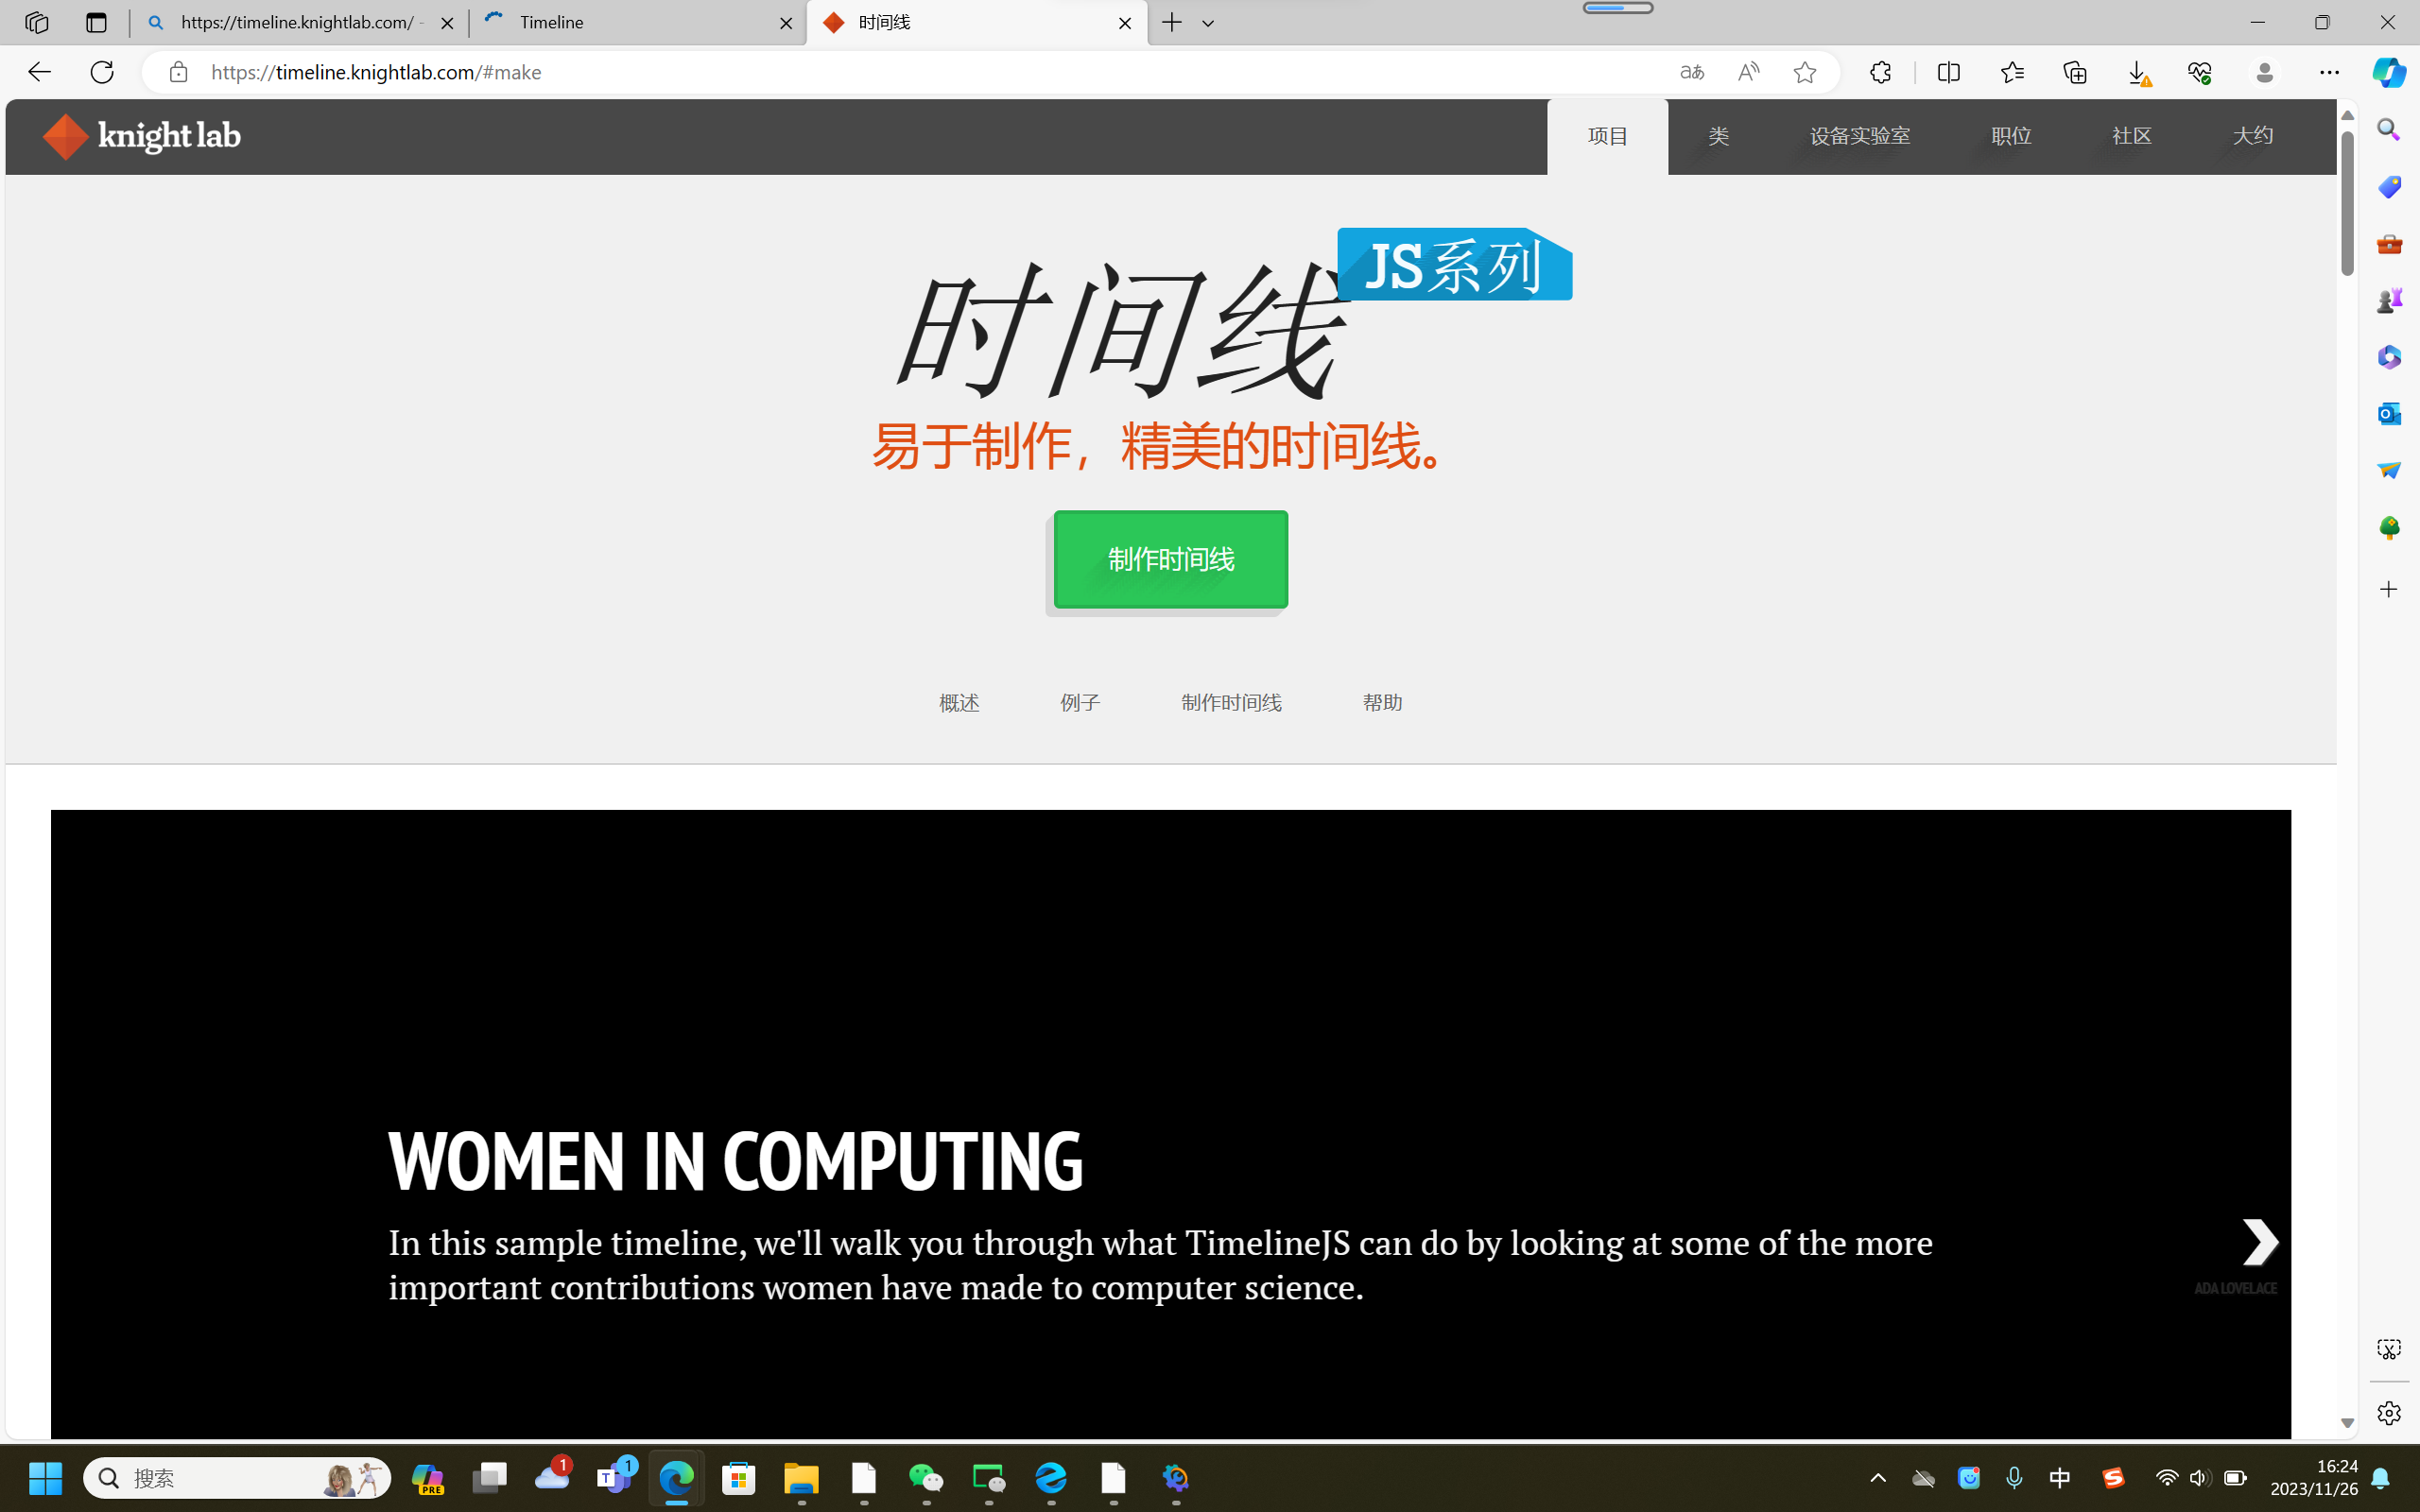 https://timeline.knightlab.com/ -
Timeline
时间线
https://timeline.knightlab.com/#make
knight lab
项目
类
设备实验室
职位
社区
大约
JS系列
时间线
易于制作，精美的时间线。
制作时间线
概述
例子
制作时间线
帮助
WOMEN IN COMPUTING
In this sample timeline, we'll walk you through what TimelineJS can do by looking at some of the more
important contributions women have made to computer science.
ADA LOVELACE
搜索
PRE
1
1
中
16:24
2023/11/26